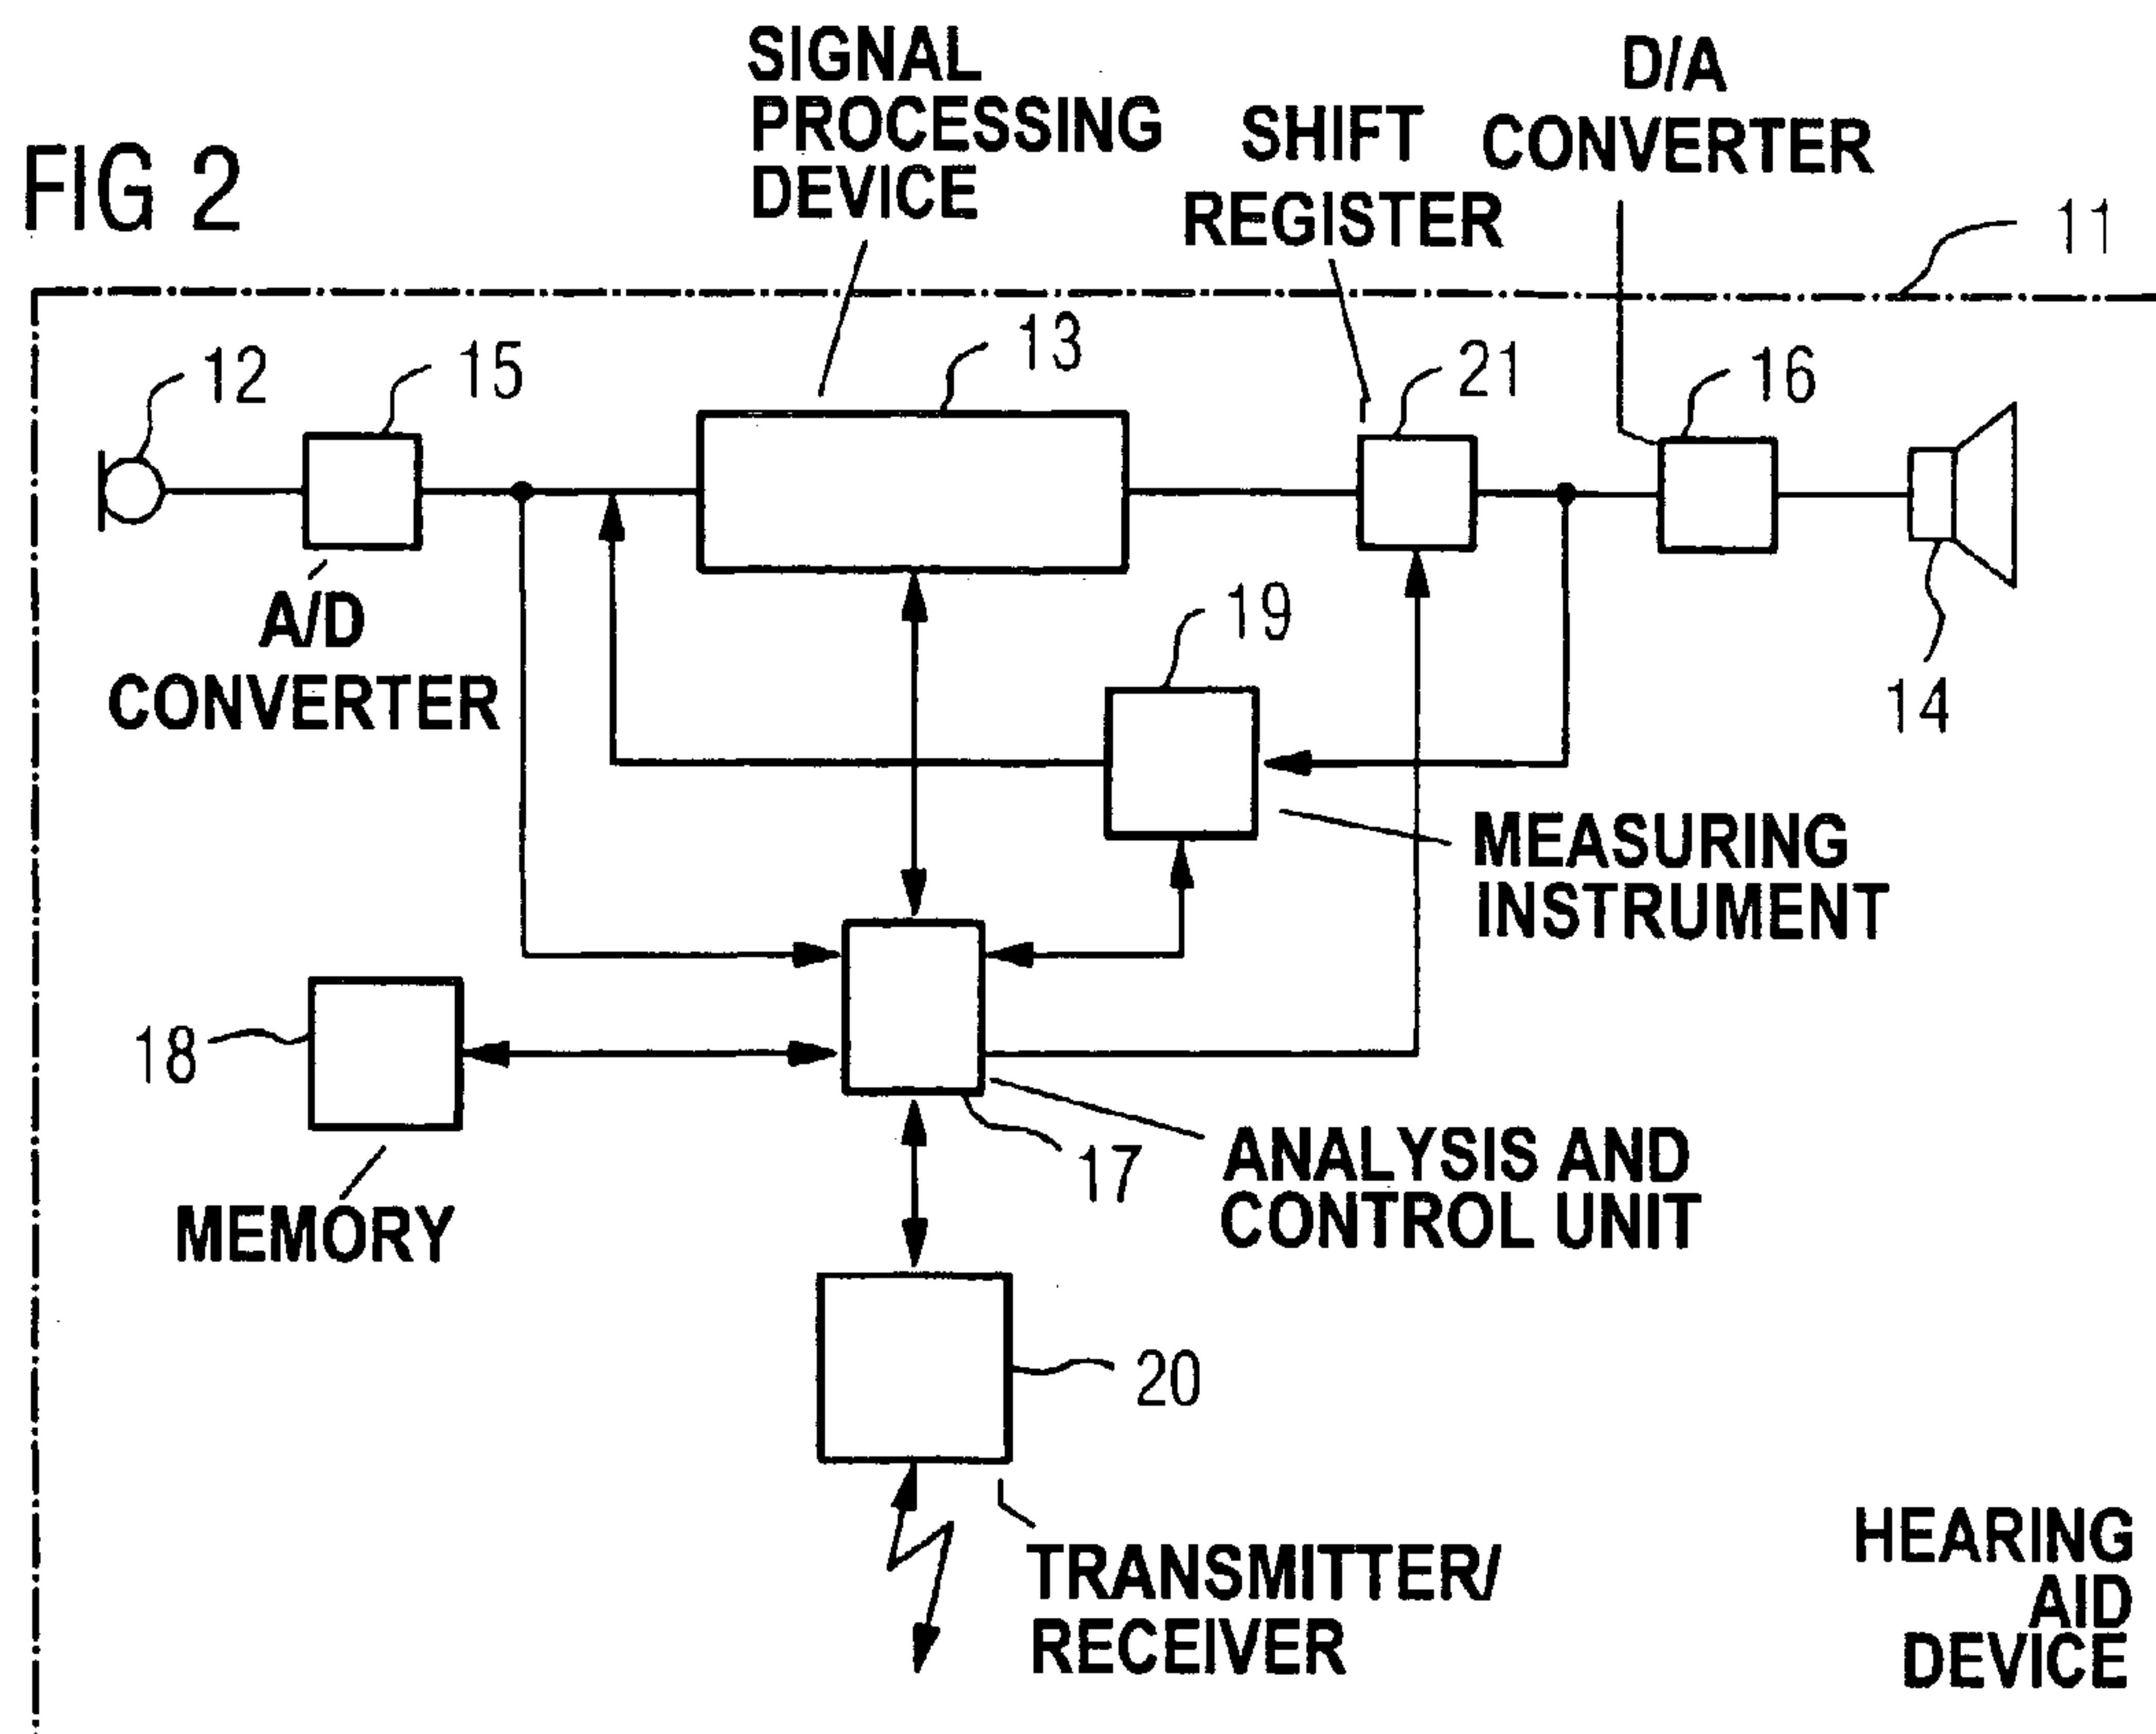 FIG 2
SIGNAL
PROCESSING
DEVICE
SHIFT
REGISTER
D/A
CONVERTER
11
12
15
13
21
16
A/D
CONVERTER
19
14
MEASURING
INSTRUMENT
18
MEMORY
17
ANALYSIS AND
CONTROL UNIT
20
TRANSMITTER/
RECEIVER
HEARING
AID
DEVICE